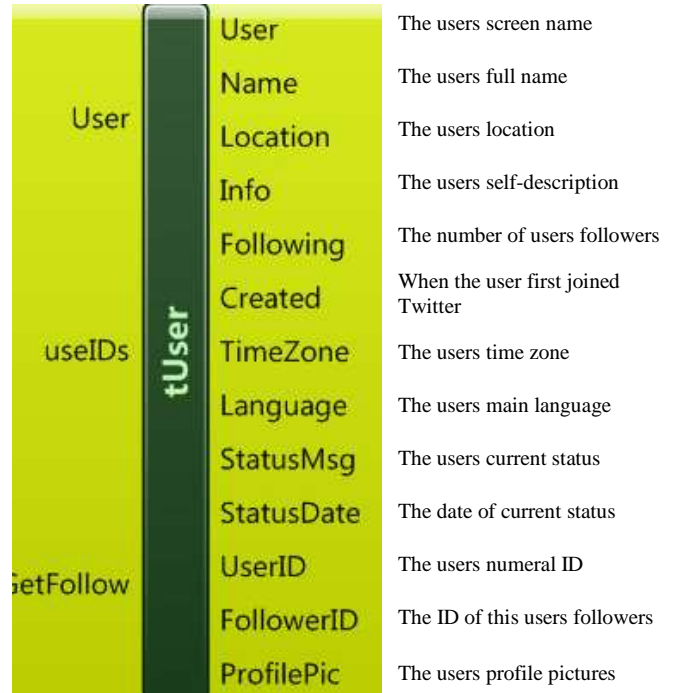 User The users screen name
Name The users full name
User
Location The users location
Info The users self-description
Following The number of users followers
Created When the user first joined
Twitter
useIDs
tUser
TimeZone The users time zone
Language The users main language
StatusMsg The users current status
StatusDate The date of current status
UserID The users numeral ID
GetFollow
FollowerID The ID of this users followers
ProfilePic The users profile pictures